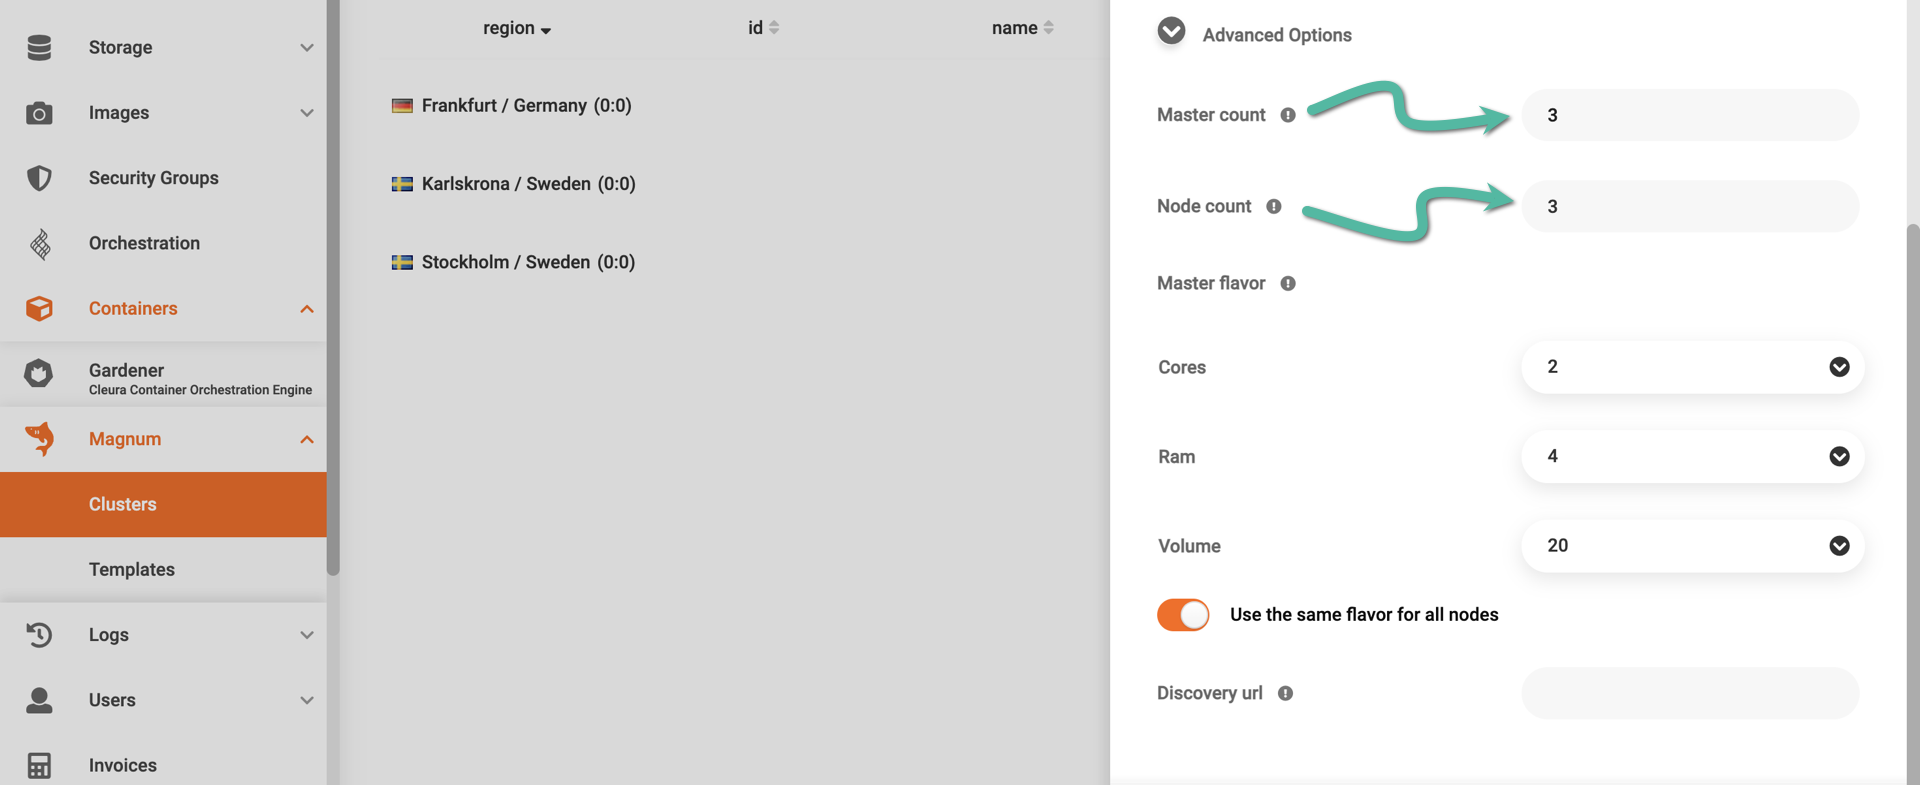 Storage
Images
Security Groups
Orchestration
Containers
Gardener
Cleura Container Orchestration Engine
Magnum
Clusters
Templates
Logs
Users
Invoices
region id name
Frankfurt / Germany (0:0)
Karlskrona / Sweden (0:0)
Stockholm / Sweden (0:0)
Advanced Options
Master count 3
Node count 3
Master flavor
Cores 2
Ram 4
Volume 20
Use the same flavor for all nodes
Discovery url